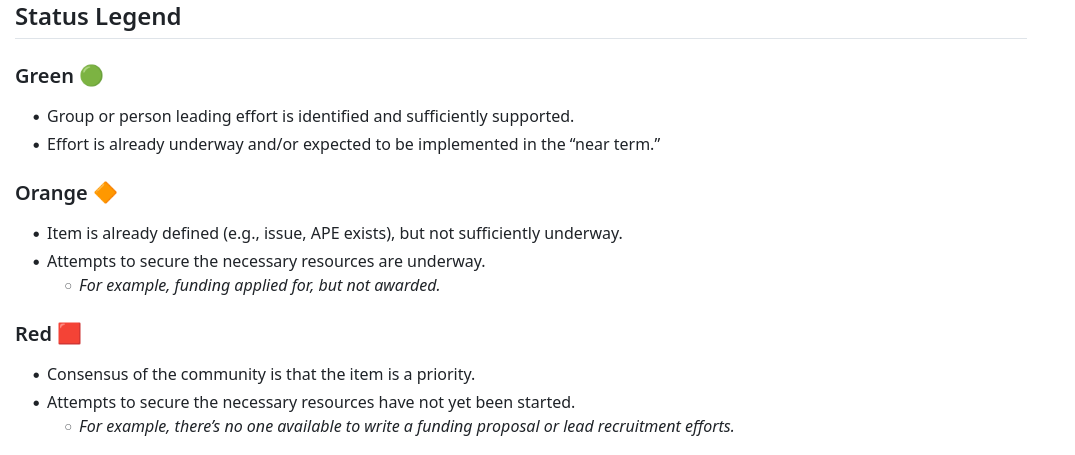 Status Legend
Green 🟢
• Group or person leading effort is identified and sufficiently supported.
• Effort is already underway and/or expected to be implemented in the “near term.”
Orange 🔶
• Item is already defined (e.g., issue, APE exists), but not sufficiently underway.
• Attempts to secure the necessary resources are underway.
○ For example, funding applied for, but not awarded.
Red 🟥
• Consensus of the community is that the item is a priority.
• Attempts to secure the necessary resources have not yet been started.
○ For example, there’s no one available to write a funding proposal or lead recruitment efforts.